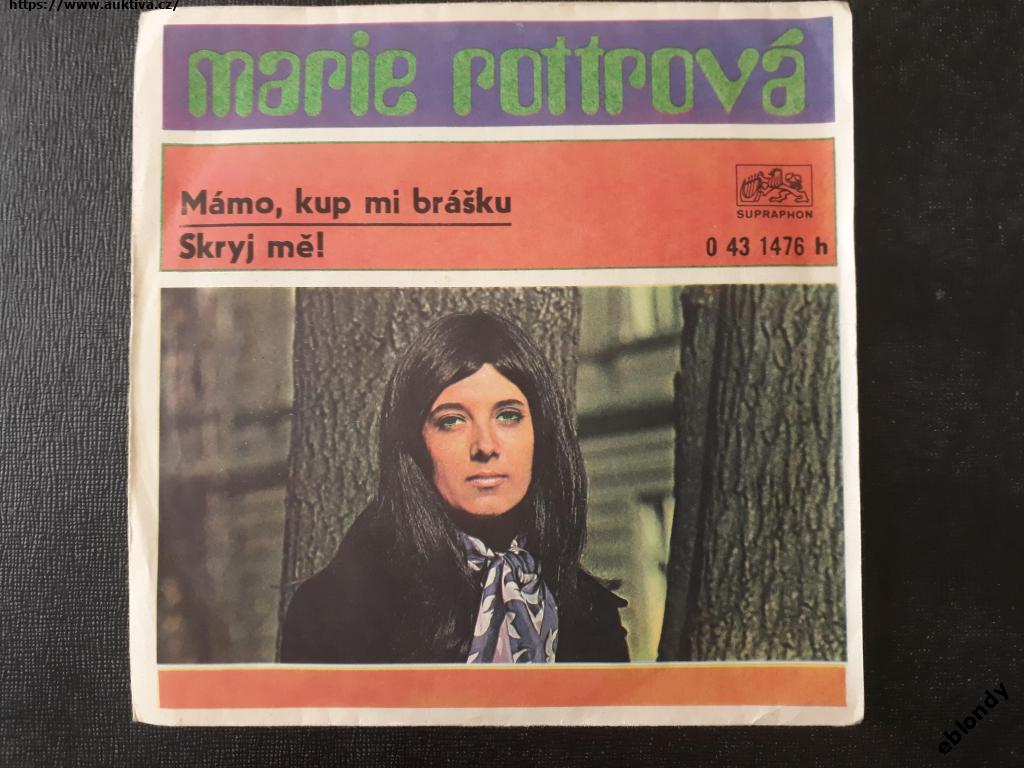 https://www.auktiva.cz/
marie rottrová
Mámo, kup mi brášku
Skryj mě!
SUPRAPHON
0 43 1476 h
eblondy